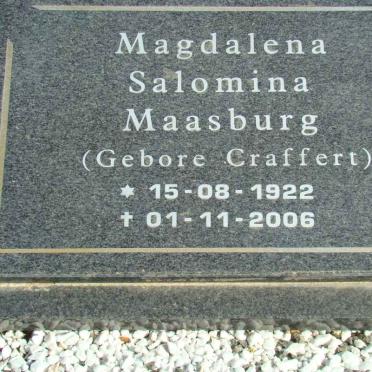 Magdalena
Salomina
Maasburg
(Gebore Craffert)
* 15-08-1922
† 01-11-2006